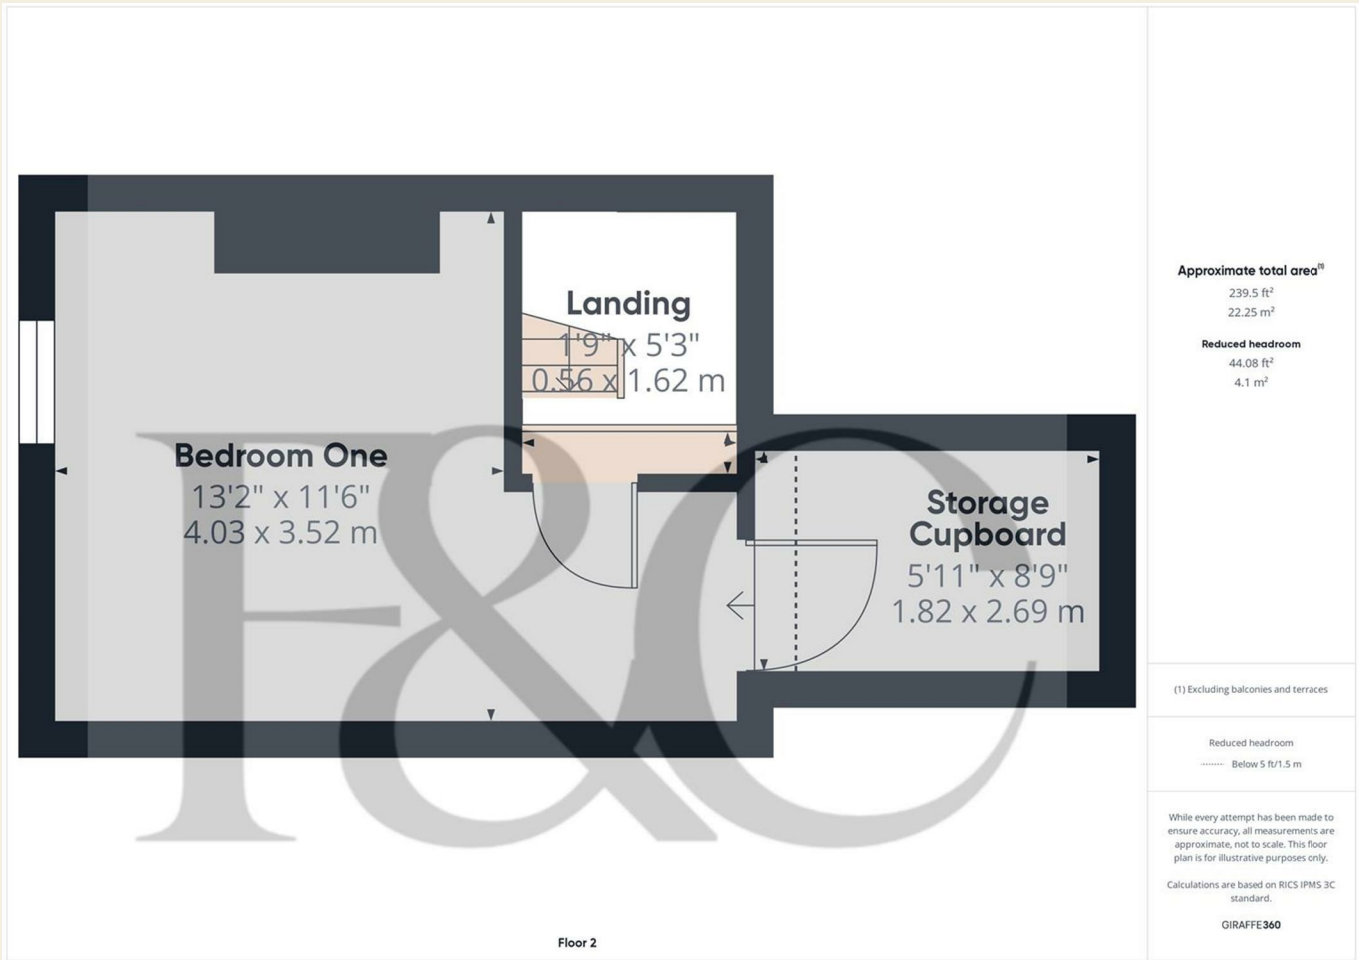 Landing
1'9" x 5'3"
0.56 x 1.62 m
Bedroom One
13'2" x 11'6"
4.03 x 3.52 m
Storage
Cupboard
5'11" x 8'9"
1.82 x 2.69 m
F&C
Floor 2
Approximate total area(1)
239.5 ft²
22.25 m²
Reduced headroom
44.08 ft²
4.1 m²
(1) Excluding balconies and terraces
Reduced headroom
Below 5 ft/1.5 m
While every attempt has been made to
ensure accuracy, all measurements are
approximate, not to scale. This floor
plan is for illustrative purposes only.
Calculations are based on RICS IPMS 3C
standard.
GIRAFFE360